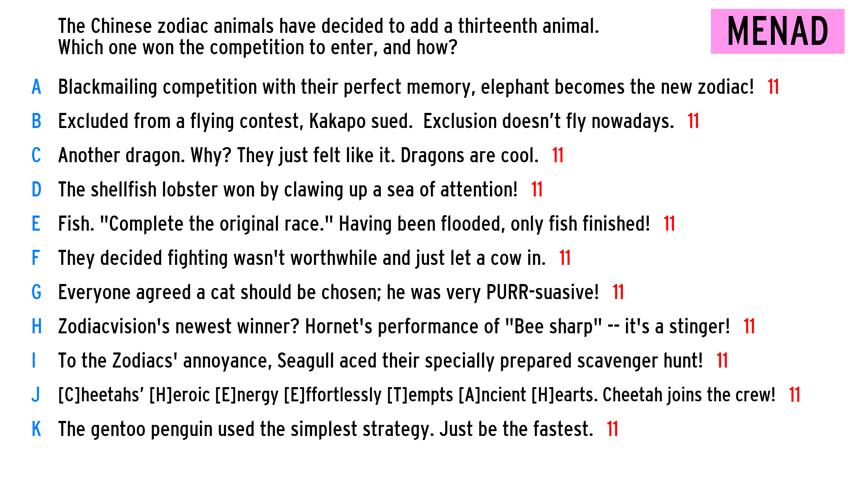 The Chinese zodiac animals have decided to add a thirteenth animal.
Which one won the competition to enter, and how?
MENAD
A Blackmailing competition with their perfect memory, elephant becomes the new zodiac! 11
B Excluded from a flying contest, Kakapo sued. Exclusion doesn't fly nowadays. 11
C Another dragon. Why? They just felt like it. Dragons are cool. 11
D The shellfish lobster won by clawing up a sea of attention! 11
E Fish. "Complete the original race." Having been flooded, only fish finished! 11
F They decided fighting wasn't worthwhile and just let a cow in. 11
G Everyone agreed a cat should be chosen; he was very PURR-suasive! 11
H Zodiacvision's newest winner? Hornet's performance of "Bee sharp" -- it's a stinger! 11
I To the Zodiacs' annoyance, Seagull aced their specially prepared scavenger hunt! 11
J [C]heetahs' [H]eroic [E]nergy [E]ffortlessly [T]empts [A]ncient [H]earts. Cheetah joins the crew! 11
K The gentoo penguin used the simplest strategy. Just be the fastest. 11